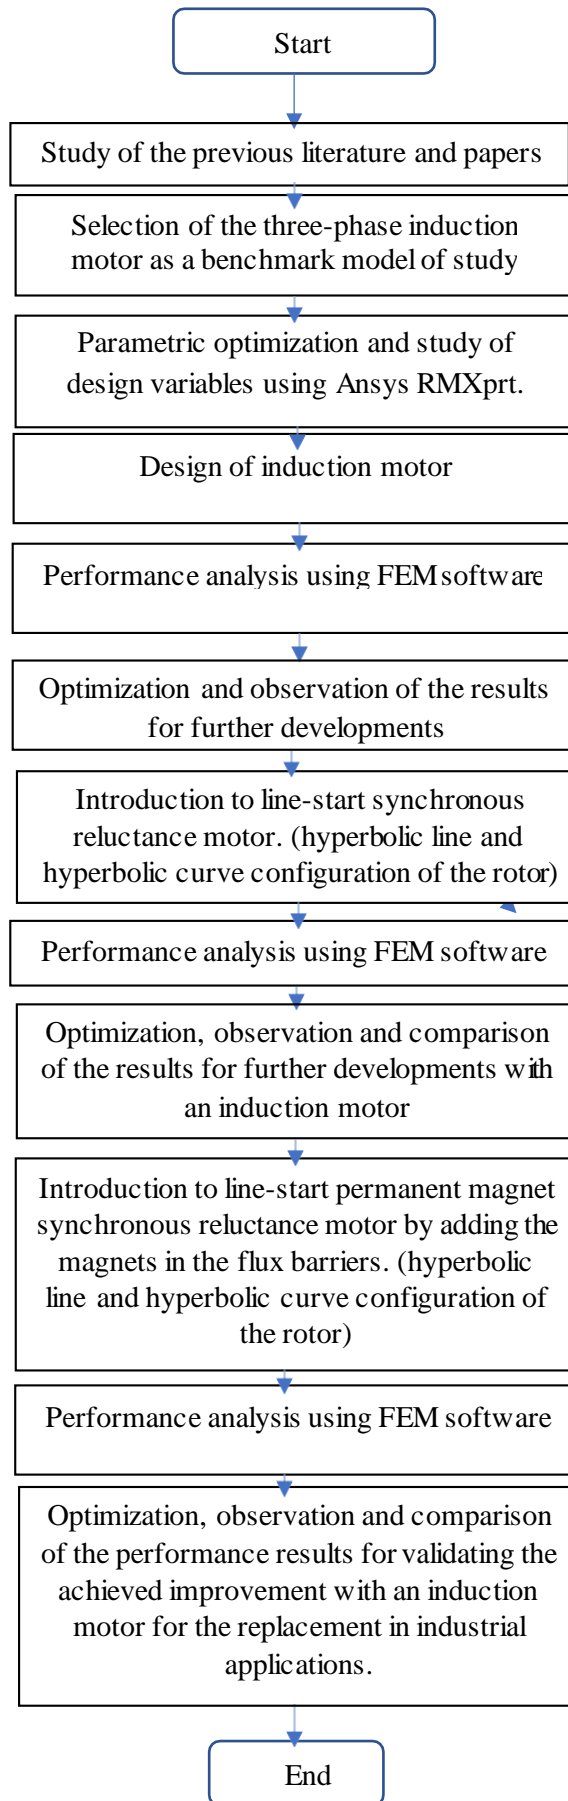 Start
Study of the previous literature and papers
Selection of the three-phase induction
motor as a benchmark model of study
Parametric optimization and study of
design variables using Ansys RMXprt.
Design of induction motor
Performance analysis using FEM software
Optimization and observation of the results
for further developments
Introduction to line-start synchronous
reluctance motor. (hyperbolic line and
hyperbolic curve configuration of the rotor)
Performance analysis using FEM software
Optimization, observation and comparison
of the results for further developments with
an induction motor
Introduction to line-start permanent magnet
synchronous reluctance motor by adding the
magnets in the flux barriers. (hyperbolic
line and hyperbolic curve configuration of
the rotor)
Performance analysis using FEM software
Optimization, observation and comparison
of the performance results for validating the
achieved improvement with an induction
motor for the replacement in industrial
applications.
End